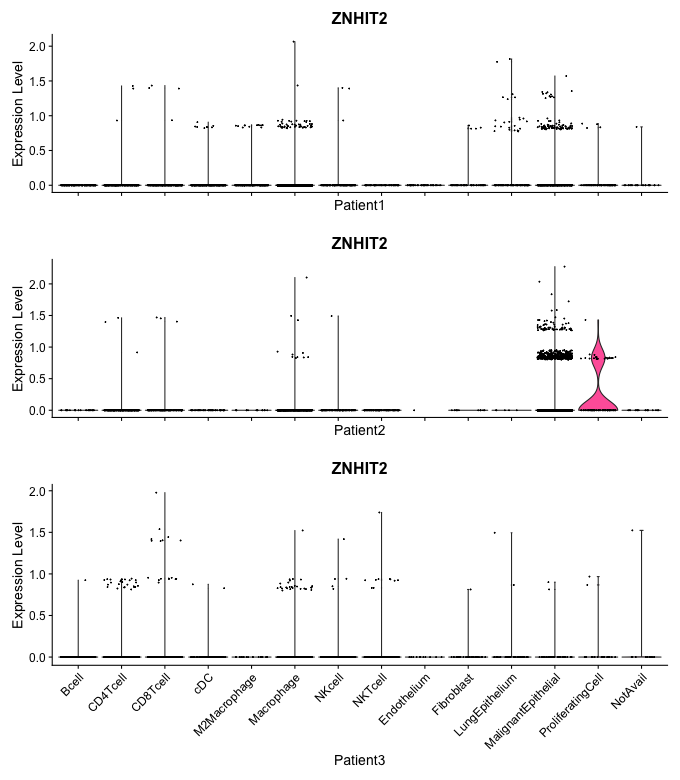 ZNHIT2
Expression Level
2.0
1.5
1.0
0.5
0.0
Patient1
ZNHIT2
Expression Level
2.0
1.5
1.0
0.5
0.0
Patient2
ZNHIT2
Expression Level
2.0
1.5
1.0
0.5
0.0
Bcell
CD4Tcell
CD8Tcell
cDC
M2Macrophage
Macrophage
NKcell
NKTcell
Endothelium
Fibroblast
LungEpithelium
MalignantEpithelial
ProliferatingCell
NotAvail
Patient3